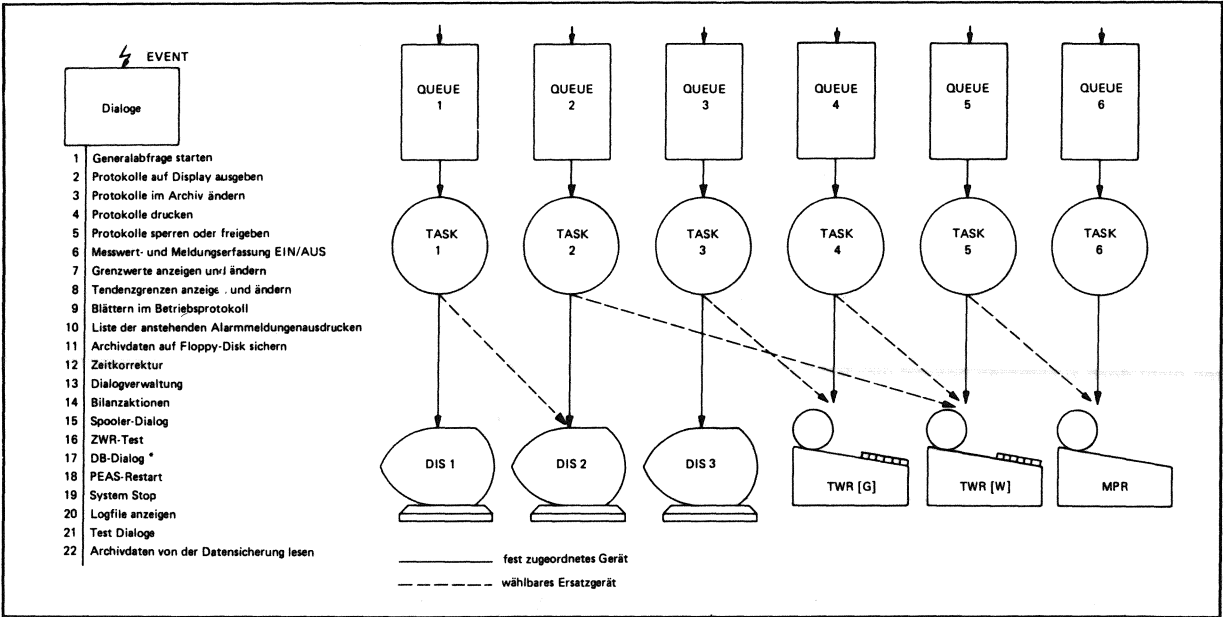 EVENT
Dialoge
1 Generalabfrage starten
2 Protokolle auf Display ausgeben
3 Protokolle im Archiv ändern
4 Protokolle drucken
5 Protokolle sperren oder freigeben
6 Messwert- und Meldungserfassung EIN/AUS
7 Grenzwerte anzeigen und ändern
8 Tendenzgrenzen anzeige . und ändern
9 Blättern im Betriebsprotokoll
10 Liste der anstehenden Alarmmeldungenausdrucken
11 Archivdaten auf Floppy-Disk sichern
12 Zeitkorrektur
13 Dialogverwaltung
14 Bilanzaktionen
15 Spooler-Dialog
16 ZWR-Test
17 DB-Dialog *
18 PEAS-Restart
19 System Stop
20 Logfile anzeigen
21 Test Dialoge
22 Archivdaten von der Datensicherung lesen
QUEUE
1
QUEUE
2
QUEUE
3
QUEUE
4
QUEUE
5
QUEUE
6
TASK
1
TASK
2
TASK
3
TASK
4
TASK
5
TASK
6
DIS 1
DIS 2
DIS 3
TWR [G]
TWR [W]
MPR
fest zugeordnetes Gerät
wählbares Ersatzgerät